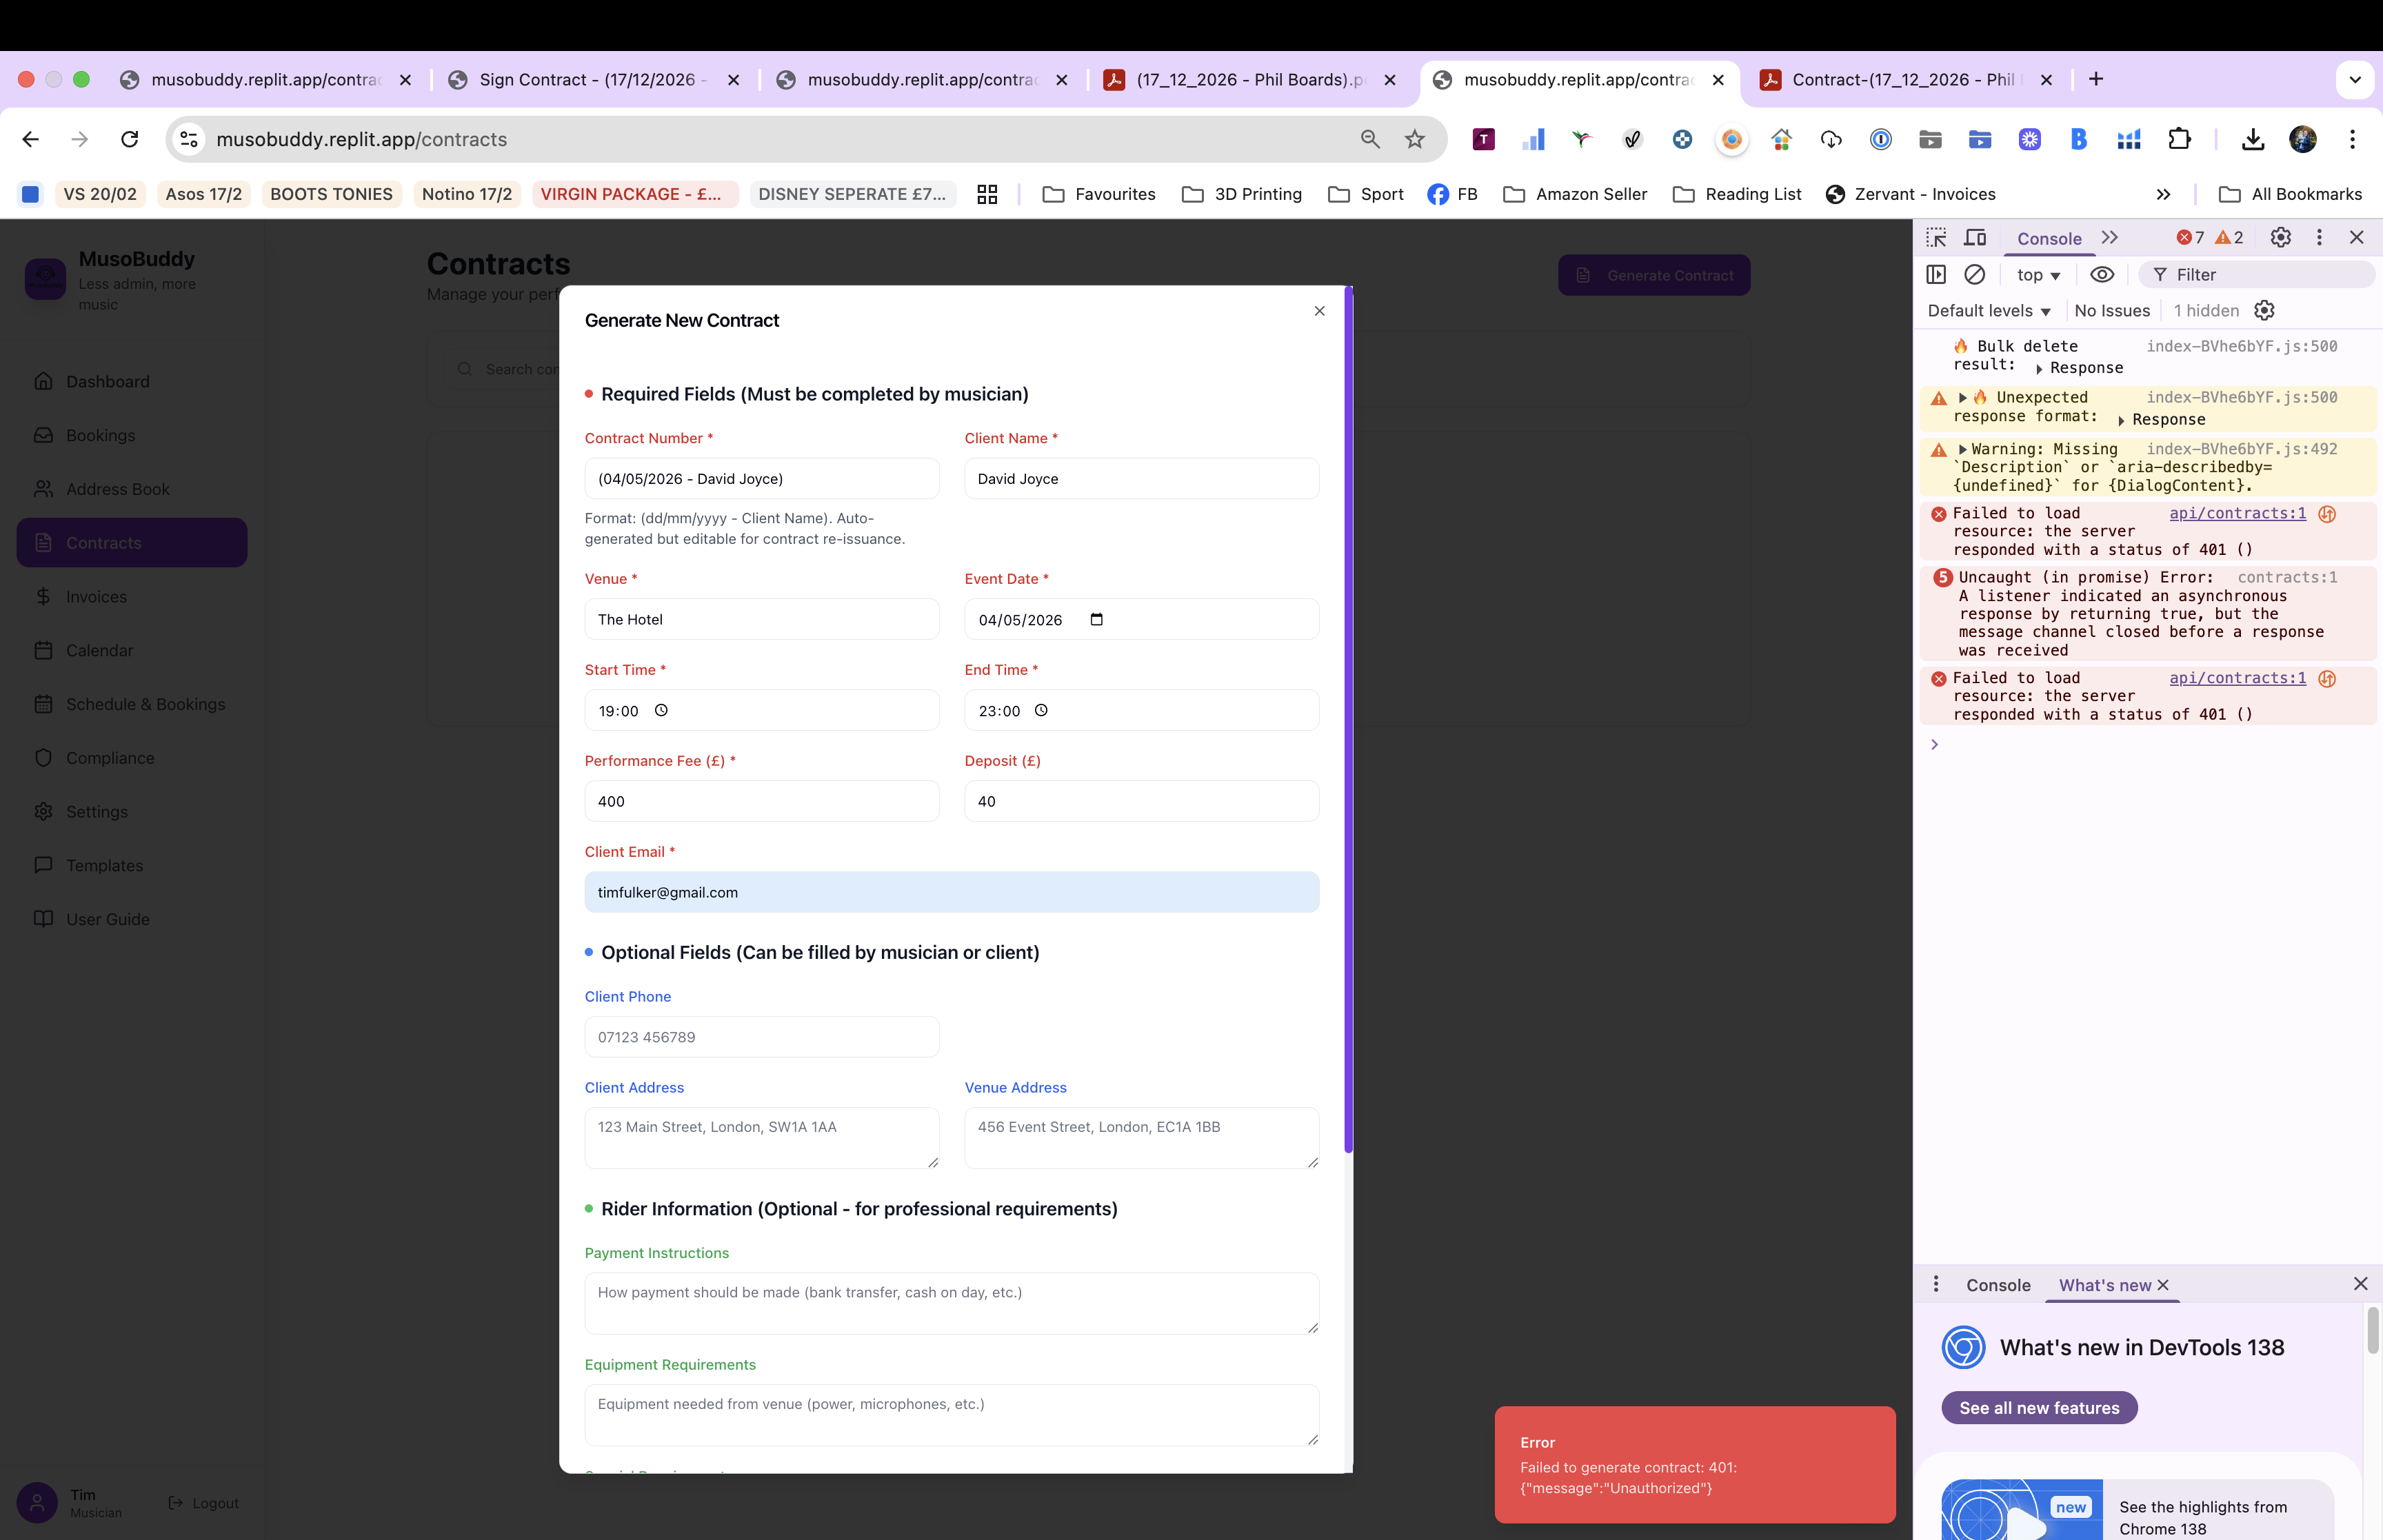 musobuddy.replit.app/contrac
Sign Contract - (17/12/2026 -
musobuddy.replit.app/contrac
(17_12_2026 - Phil Boards).p
musobuddy.replit.app/contrac
Contract-(17_12_2026 - Phil
musobuddy.replit.app/contracts
VS 20/02
Asos 17/2
BOOTS TONIES
Notino 17/2
VIRGIN PACKAGE - £...
DISNEY SEPERATE £7...
Favourites
3D Printing
Sport
FB
Amazon Seller
Reading List
Zervant - Invoices
All Bookmarks
MusoBuddy
Less admin, more
music
Dashboard
Bookings
Address Book
Contracts
Invoices
Calendar
Schedule & Bookings
Compliance
Settings
Templates
User Guide
Tim
Musician
Logout
Contracts
Manage your perf
Generate Contract
Search con
Generate New Contract
Required Fields (Must be completed by musician)
Contract Number *
(04/05/2026 - David Joyce)
Format: (dd/mm/yyyy - Client Name). Auto-
generated but editable for contract re-issuance.
Client Name *
David Joyce
Venue *
The Hotel
Event Date *
04/05/2026
Start Time *
19:00
End Time *
23:00
Performance Fee (£) *
400
Deposit (£)
40
Client Email *
timfulker@gmail.com
Optional Fields (Can be filled by musician or client)
Client Phone
07123 456789
Client Address
123 Main Street, London, SW1A 1AA
Venue Address
456 Event Street, London, EC1A 1BB
Rider Information (Optional - for professional requirements)
Payment Instructions
How payment should be made (bank transfer, cash on day, etc.)
Equipment Requirements
Equipment needed from venue (power, microphones, etc.)
Error
Failed to generate contract: 401:
{"message":"Unauthorized"}
Console
7
2
top
Filter
Default levels
No Issues
1 hidden
🔥 Bulk delete index-BVhe6bYF.js:500
result: Response
🔥 Unexpected index-BVhe6bYF.js:500
response format: Response
Warning: Missing index-BVhe6bYF.js:492
`Description` or `aria-describedby=
{undefined}` for {DialogContent}.
Failed to load api/contracts:1
resource: the server
responded with a status of 401 ()
5 Uncaught (in promise) Error: contracts:1
A listener indicated an asynchronous
response by returning true, but the
message channel closed before a response
was received
Failed to load api/contracts:1
resource: the server
responded with a status of 401 ()
Console
What's new
What's new in DevTools 138
See all new features
new
See the highlights from
Chrome 138